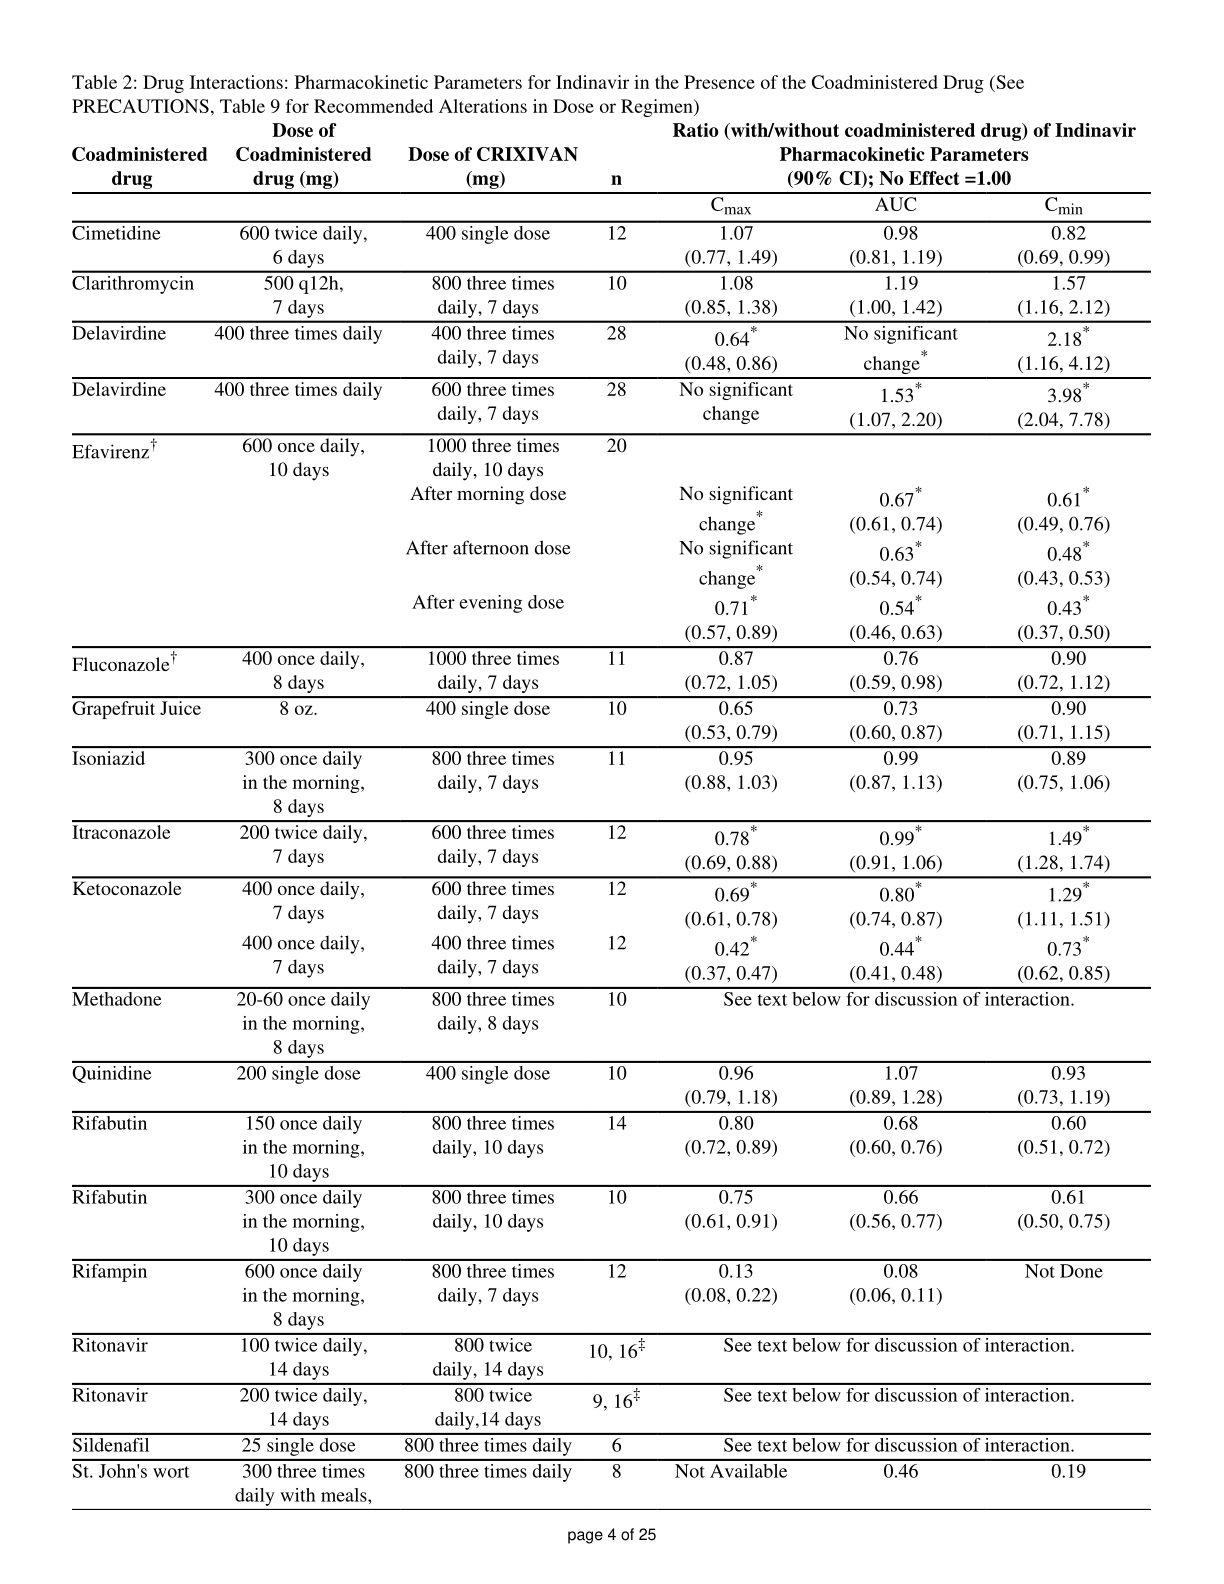 Table 2: Drug Interactions: Pharmacokinetic Parameters for Indinavir in the Presence of the Coadministered Drug (See
PRECAUTIONS, Table 9 for Recommended Alterations in Dose or Regimen)
Dose of Ratio (with/without coadministered drug) of Indinavir
Coadministered Coadministered Dose of CRIXIVAN Pharmacokinetic Parameters
drug drug (mg) (mg) n (90% CI); No Effect =1.00
Cmax AUC Cmin
Cimetidine 600 twice daily, 400 single dose 12 1.07 0.98 0.82
6 days (0.77, 1.49) (0.81, 1.19) (0.69, 0.99)
Clarithromycin 500 q12h, 800 three times 10 1.08 1.19 1.57
7 days daily, 7 days (0.85, 1.38) (1.00, 1.42) (1.16, 2.12)
Delavirdine 400 three times daily 400 three times 28 0.64* No significant 2.18*
daily, 7 days (0.48, 0.86) change* (1.16, 4.12)
Delavirdine 400 three times daily 600 three times 28 No significant 1.53* 3.98*
daily, 7 days change (1.07, 2.20) (2.04, 7.78)
Efavirenz† 600 once daily, 1000 three times 20
10 days daily, 10 days
After morning dose No significant 0.67* 0.61*
change* (0.61, 0.74) (0.49, 0.76)
After afternoon dose No significant 0.63* 0.48*
change* (0.54, 0.74) (0.43, 0.53)
After evening dose 0.71* 0.54* 0.43*
(0.57, 0.89) (0.46, 0.63) (0.37, 0.50)
Fluconazole† 400 once daily, 1000 three times 11 0.87 0.76 0.90
8 days daily, 7 days (0.72, 1.05) (0.59, 0.98) (0.72, 1.12)
Grapefruit Juice 8 oz. 400 single dose 10 0.65 0.73 0.90
(0.53, 0.79) (0.60, 0.87) (0.71, 1.15)
Isoniazid 300 once daily 800 three times 11 0.95 0.99 0.89
in the morning, daily, 7 days (0.88, 1.03) (0.87, 1.13) (0.75, 1.06)
8 days
Itraconazole 200 twice daily, 600 three times 12 0.78* 0.99* 1.49*
7 days daily, 7 days (0.69, 0.88) (0.91, 1.06) (1.28, 1.74)
Ketoconazole 400 once daily, 600 three times 12 0.69* 0.80* 1.29*
7 days daily, 7 days (0.61, 0.78) (0.74, 0.87) (1.11, 1.51)
400 once daily, 400 three times 12 0.42* 0.44* 0.73*
7 days daily, 7 days (0.37, 0.47) (0.41, 0.48) (0.62, 0.85)
Methadone 20-60 once daily 800 three times 10 See text below for discussion of interaction.
in the morning, daily, 8 days
8 days
Quinidine 200 single dose 400 single dose 10 0.96 1.07 0.93
(0.79, 1.18) (0.89, 1.28) (0.73, 1.19)
Rifabutin 150 once daily 800 three times 14 0.80 0.68 0.60
in the morning, daily, 10 days (0.72, 0.89) (0.60, 0.76) (0.51, 0.72)
10 days
Rifabutin 300 once daily 800 three times 10 0.75 0.66 0.61
in the morning, daily, 10 days (0.61, 0.91) (0.56, 0.77) (0.50, 0.75)
10 days
Rifampin 600 once daily 800 three times 12 0.13 0.08 Not Done
in the morning, daily, 7 days (0.08, 0.22) (0.06, 0.11)
8 days
Ritonavir 100 twice daily, 800 twice 10, 16‡ See text below for discussion of interaction.
14 days daily, 14 days
Ritonavir 200 twice daily, 800 twice 9, 16‡ See text below for discussion of interaction.
14 days daily,14 days
Sildenafil 25 single dose 800 three times daily 6 See text below for discussion of interaction.
St. John's wort 300 three times 800 three times daily 8 Not Available 0.46 0.19
daily with meals,
page 4 of 25